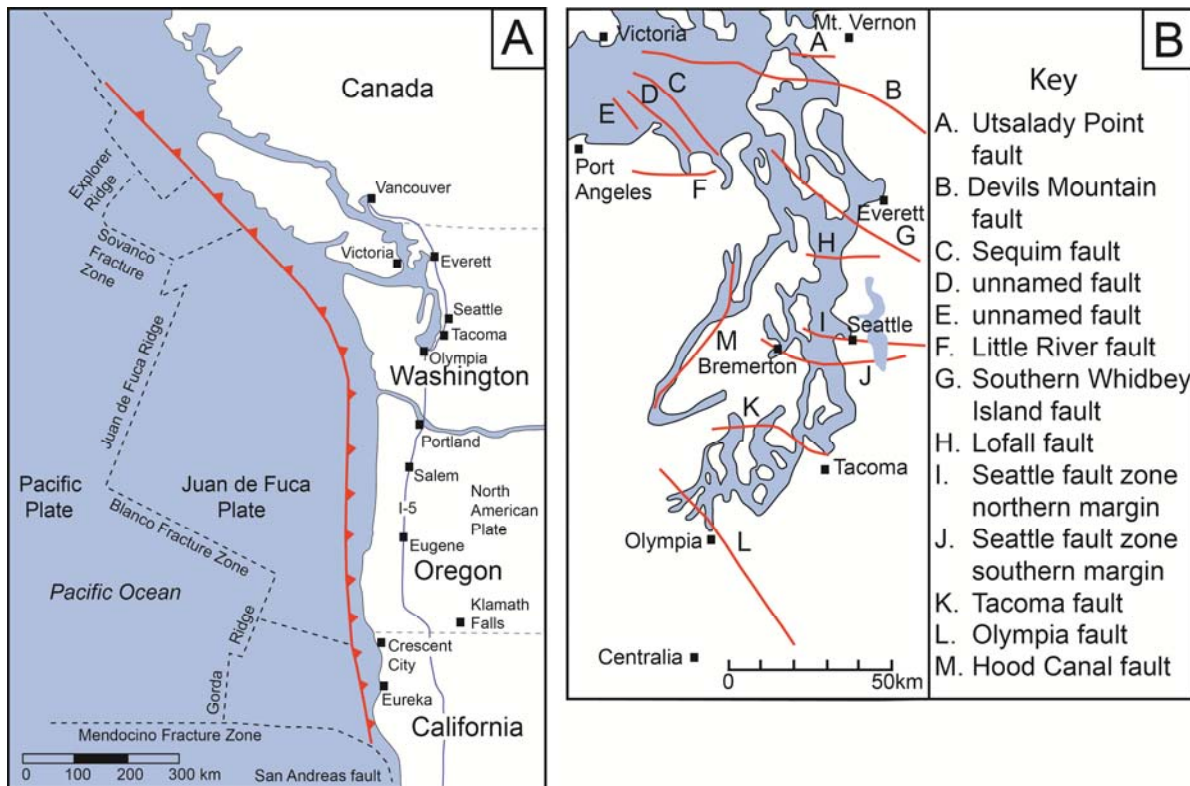 A
Canada
Explorer
Ridge
Vancouver
Sovanco
Fracture
Zone
Victoria
Everett
Seattle
Tacoma
Olympia
Washington
Juan de Fuca Ridge
Portland
Pacific
Plate
Juan de Fuca
Plate
Salem
North
American
Plate
I-5
Blanco Fracture Zone
Eugene
Oregon
Pacific Ocean
Klamath
Falls
Gorda
Ridge
Crescent
City
Eureka
California
Mendocino Fracture Zone
0 100 200 300 km
San Andreas fault
B
Victoria
Mt. Vernon
A
B
C
D
E
Port
Angeles
F
Everett
G
H
I
Seattle
M
Bremerton
J
K
Tacoma
Olympia
L
Centralia
0 50km
Key
A. Utsalady Point
fault
B. Devils Mountain
fault
C. Sequim fault
D. unnamed fault
E. unnamed fault
F. Little River fault
G. Southern Whidbey
Island fault
H. Lofall fault
I. Seattle fault zone
northern margin
J. Seattle fault zone
southern margin
K. Tacoma fault
L. Olympia fault
M. Hood Canal fault